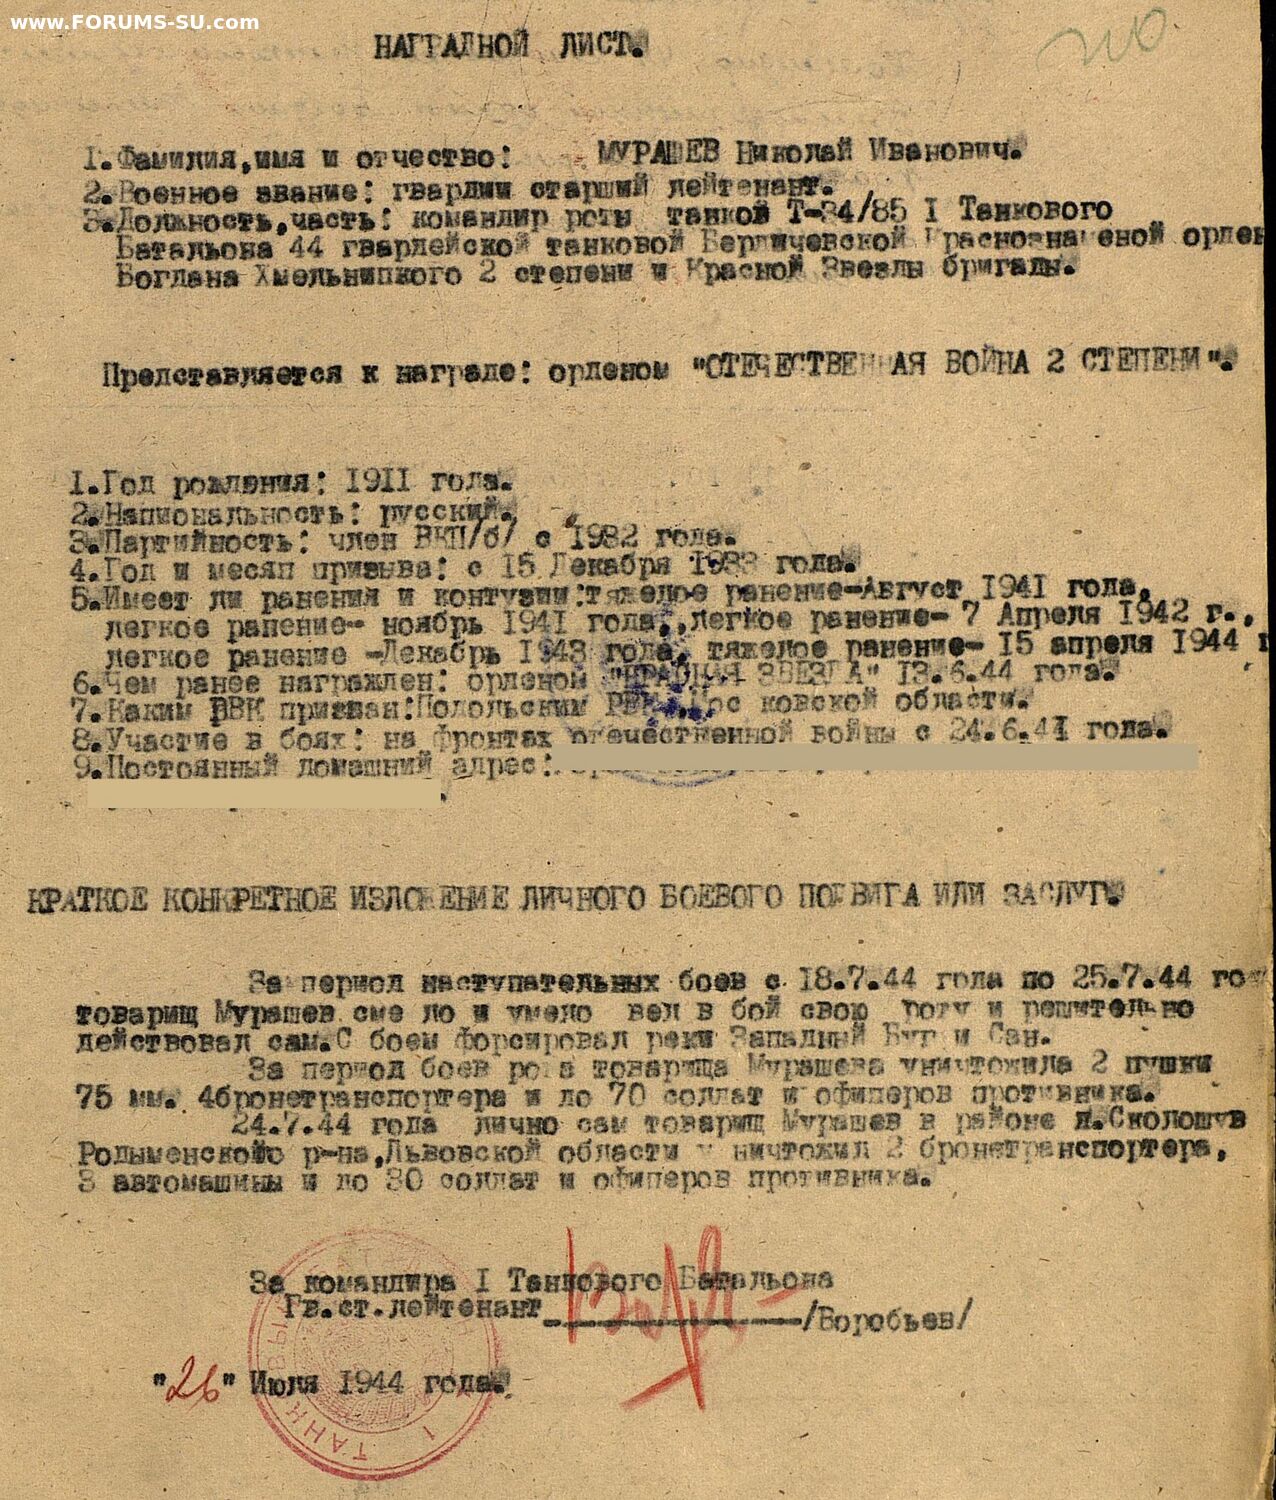 www.FORUMS-SU.com
НАГРАДНОЙ ЛИСТ.
1.Фамилия,имя и отчество: МУРАШЕВ Николай Иванович.
2.Военное звание: гвардии старший лейтенант.
3.Должность,часть: командир роты танков Т-34/85 I Танкового
Батальона 44 гвардейской танковой Бердичевской Краснознаменой орден
Богдана Хмельницкого 2 степени и Красной Звезды бригады.
Представляется к награде: орденом "ОТЕЧЕСТВЕННАЯ ВОЙНА 2 СТЕПЕНИ".
1.Год рождения: 1911 года.
2.Национальность: русский.
3.Партийность: член ВКП/б/ с 1932 года.
4.Год и месяц призыва: с 15 Декабря 1933 года.
5.Имеет ли ранения и контузии:тяжелое ранение-Август 1941 года,
легкое ранение- ноябрь 1941 года,,легкое ранение- 7 Апреля 1942 г.,
легкое ранение -Декабрь 1943 года, тяжелое ранение- 15 апреля 1944 г
6.Чем ранее награжден: орденом "КРАСНАЯ ЗВЕЗДА" 13.6.44 года.
7.Каким РВК призван:Подольским РВК, Московской области.
8.Участие в боях: на фронтах отечественной войны с 24.6.41 года.
9.Постоянный домашний адрес:
КРАТКОЕ КОНКРЕТНОЕ ИЗЛОЖЕНИЕ ЛИЧНОГО БОЕВОГО ПОДВИГА ИЛИ ЗАСЛУГ.
За период наступательных боев с 18.7.44 года по 25.7.44 го
товарищ Мурашев сме ло и умело вел в бой свою роту и решительно
действовал сам.С боем форсировал реки Западный Буг и Сан.
За период боев рота товарища Мурашева уничтожила 2 пушки
75 мм. 4бронетранспортера и до 70 солдат и офицеров противника.
24.7.44 года лично сам товарищ Мурашев в районе д.Сколошув
Родыменского р-на,Львовской области у ничтожил 2 бронетранспортера,
3 автомашины и до 30 солдат и офицеров противника.
За командира I Танкового Батальона
Гв.ст.лейтенант /Воробьев/
"26" Июля 1944 года.